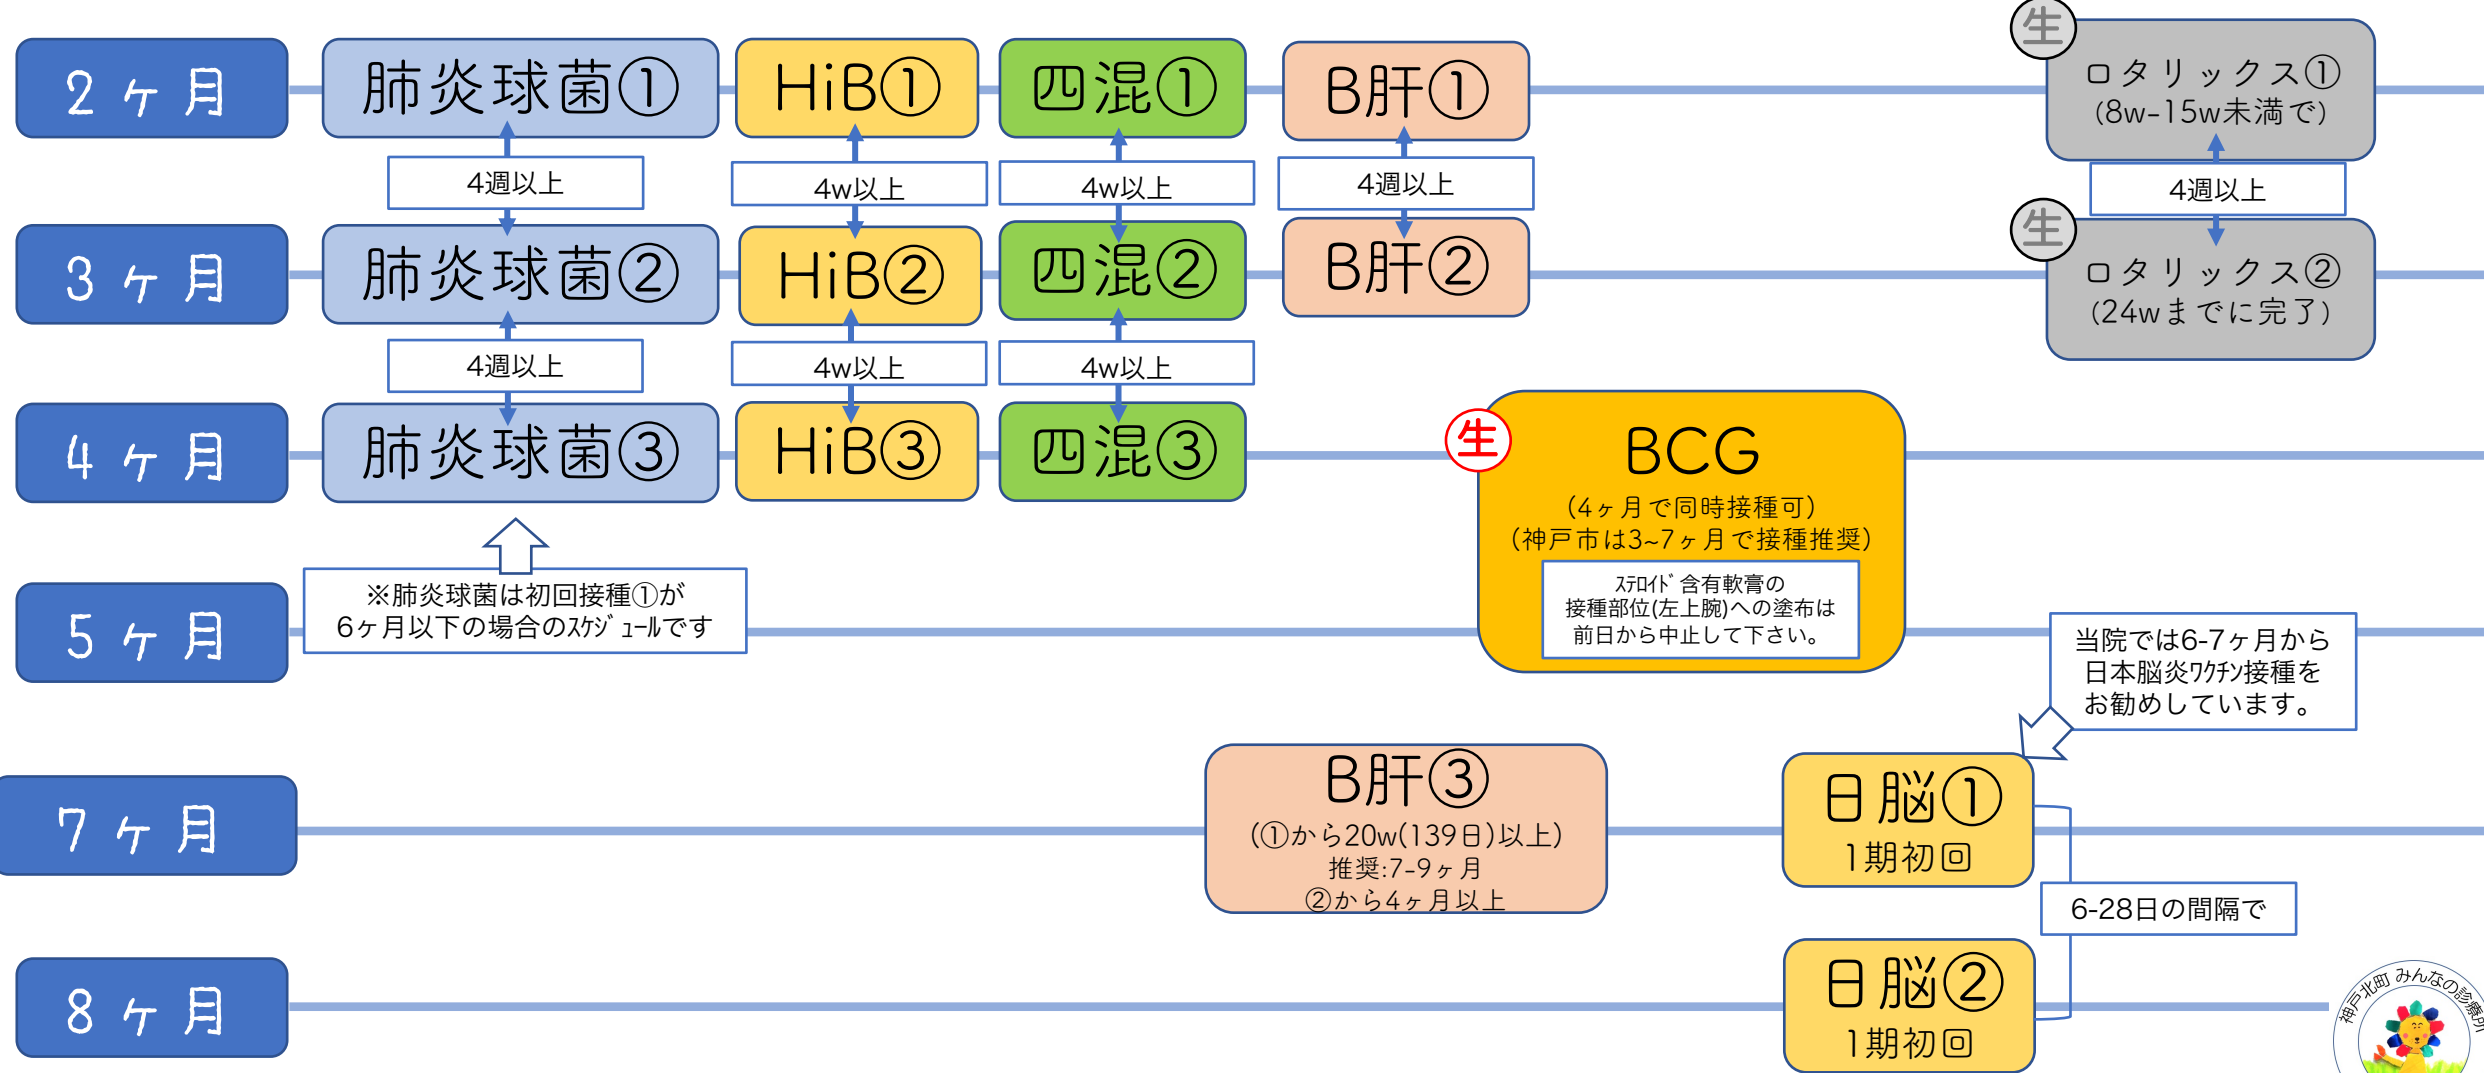 2ヶ月
肺炎球菌①
HiB①
四混①
B肝①
生
ロタリックス①
(8w-15w未満で)
4週以上
4w以上
4w以上
4週以上
4週以上
3ヶ月
肺炎球菌②
HiB②
四混②
B肝②
生
ロタリックス②
(24wまでに完了)
4週以上
4w以上
4w以上
4ヶ月
肺炎球菌③
HiB③
四混③
生
BCG
(4ヶ月で同時接種可)
(神戸市は3~7ヶ月で接種推奨)
ｽﾃﾛｲﾄﾞ含有軟膏の
接種部位(左上腕)への塗布は
前日から中止して下さい。
5ヶ月
※肺炎球菌は初回接種①が
6ヶ月以下の場合のｽｹｼﾞｭｰﾙです
当院では6-7ヶ月から
日本脳炎ﾜｸﾁﾝ接種を
お勧めしています。
7ヶ月
B肝③
(①から20w(139日)以上)
推奨:7-9ヶ月
②から4ヶ月以上
日脳①
1期初回
6-28日の間隔で
8ヶ月
日脳②
1期初回
神戸北町 みんなの診療所